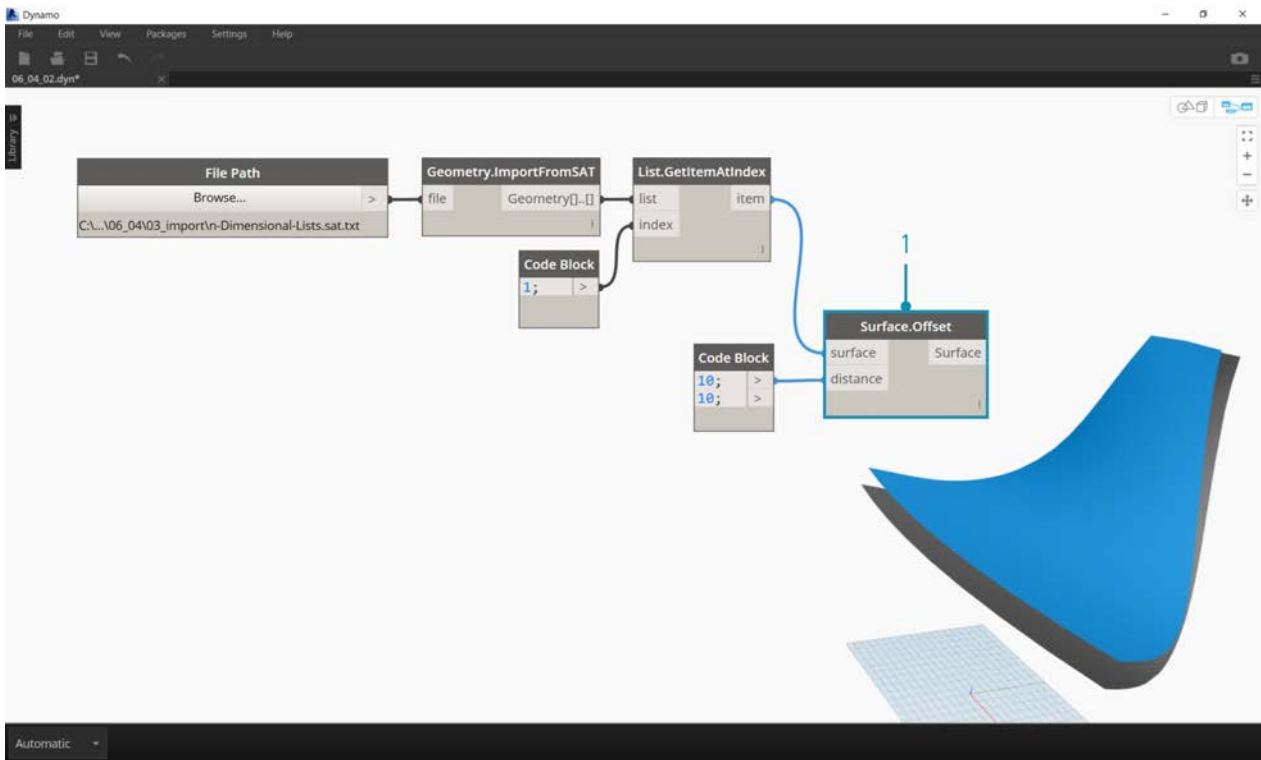 Dynamo
File Edit View Packages Settings Help
06_04_02.dyn*
Library
File Path
Browse... >
C:\...\06_04\03_import\n-Dimensional-Lists.sat.txt
Geometry.ImportFromSAT
file Geometry[]..[]
List.GetItemAtIndex
list item
index
Code Block
1; >
1
Surface.Offset
surface Surface
distance
Code Block
10; >
10; >
Automatic